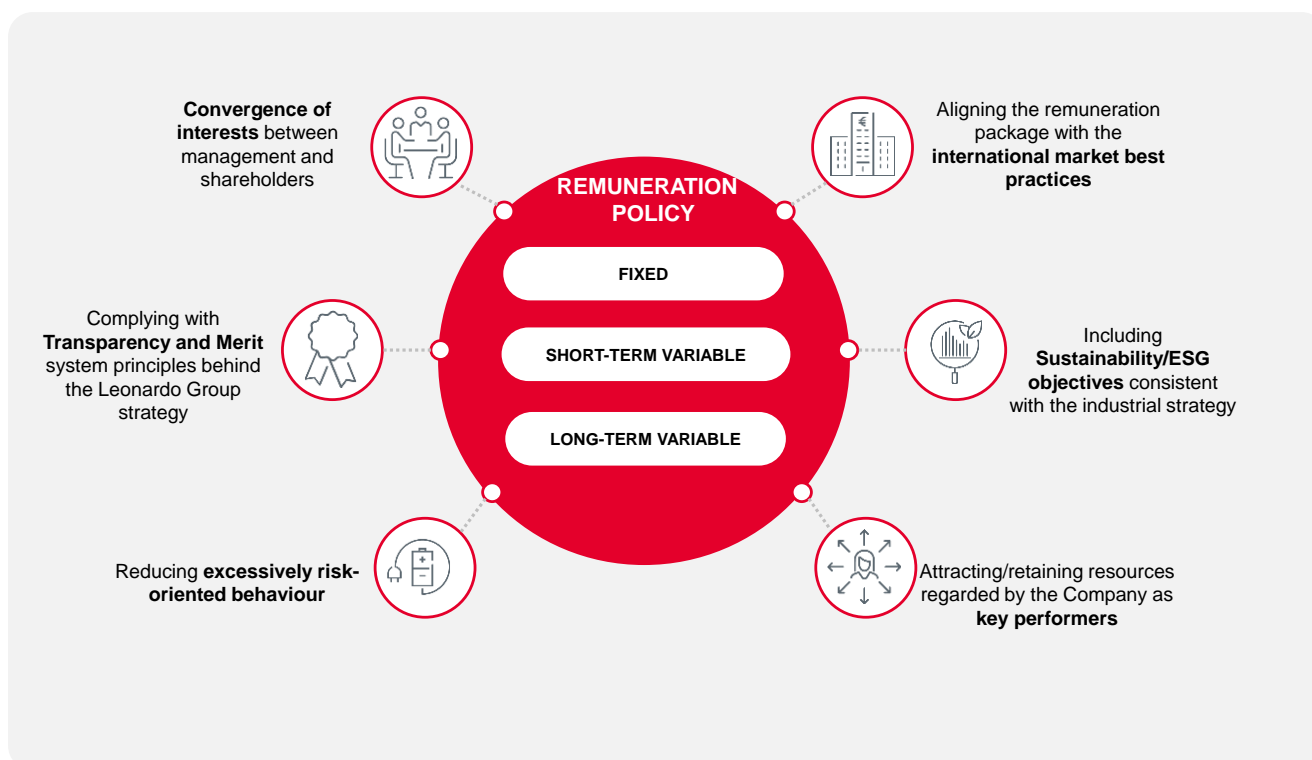 Convergence of
interests between
management and
shareholders
Aligning the remuneration
package with the
international market best
practices
REMUNERATION
POLICY
FIXED
SHORT-TERM VARIABLE
LONG-TERM VARIABLE
Complying with
Transparency and Merit
system principles behind
the Leonardo Group
strategy
Including
Sustainability/ESG
objectives consistent
with the industrial strategy
Reducing excessively risk-
oriented behaviour
Attracting/retaining resources
regarded by the Company as
key performers
€